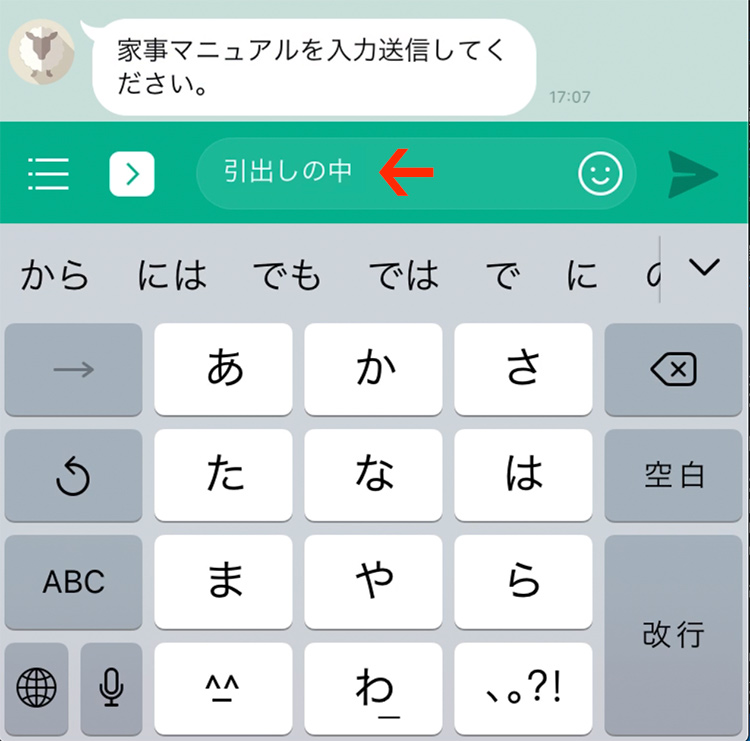 家事マニュアルを入力送信してく
ださい。
17:07
引出しの中
から には でも では で に
→ あ か さ
た な は 空白
ABC ま や ら
改行
^^ わ 、。?!